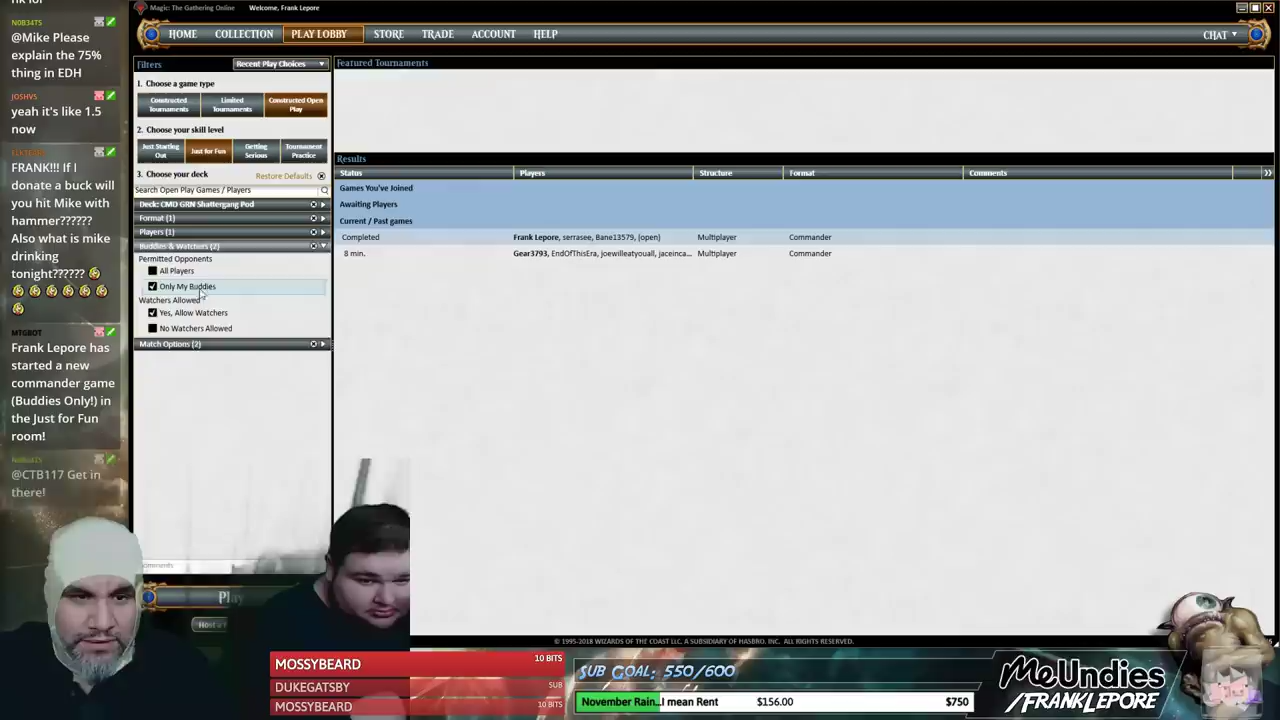 N0B34T5
@Mike Please
explain the 75%
thing in EDH
JOSHVS
yeah it's like 1.5
now
FRANK!!! If I
donate a buck will
you hit Mike with
hammer??????
Also what is mike
drinking
tonight??????
MTGBOT
Frank Lepore has
started a new
commander game
(Buddies Only!) in
the Just for Fun
room!
@CTB117 Get in
there!
Magic: The Gathering Online Welcome, Frank Lepore
HOME COLLECTION PLAY LOBBY STORE TRADE ACCOUNT HELP CHAT
Filters Recent Play Choices
1. Choose a game type
Constructed Tournaments Limited Tournaments Constructed Open Play
2. Choose your skill level
Just Starting Out Just for Fun Getting Serious Tournament Practice
3. Choose your deck Restore Defaults
Search Open Play Games / Players
Deck: CMD GRN Shattergang Pod
Format (1)
Players (1)
Buddies & Watchers (2)
Permitted Opponents
All Players
Only My Buddies
Watchers Allowed
Yes, Allow Watchers
No Watchers Allowed
Match Options (2)
Featured Tournaments
Results
Status Players Structure Format Comments
Games You've Joined
Awaiting Players
Current / Past games
Completed Frank Lepore, serrasee, Bane13579, (open) Multiplayer Commander
8 min. Gear3793, EndOfThisEra, joewilleatyouall, jaceinca... Multiplayer Commander
© 1995-2018 WIZARDS OF THE COAST LLC, A SUBSIDIARY OF HASBRO, INC. ALL RIGHTS RESERVED.
MOSSYBEARD 10 BITS
DUKEGATSBY SUB
MOSSYBEARD 10 BITS
SUB GOAL: 550/600
November Rain...I mean Rent $156.00 $750
MeUndies
/FRANKLEPORE